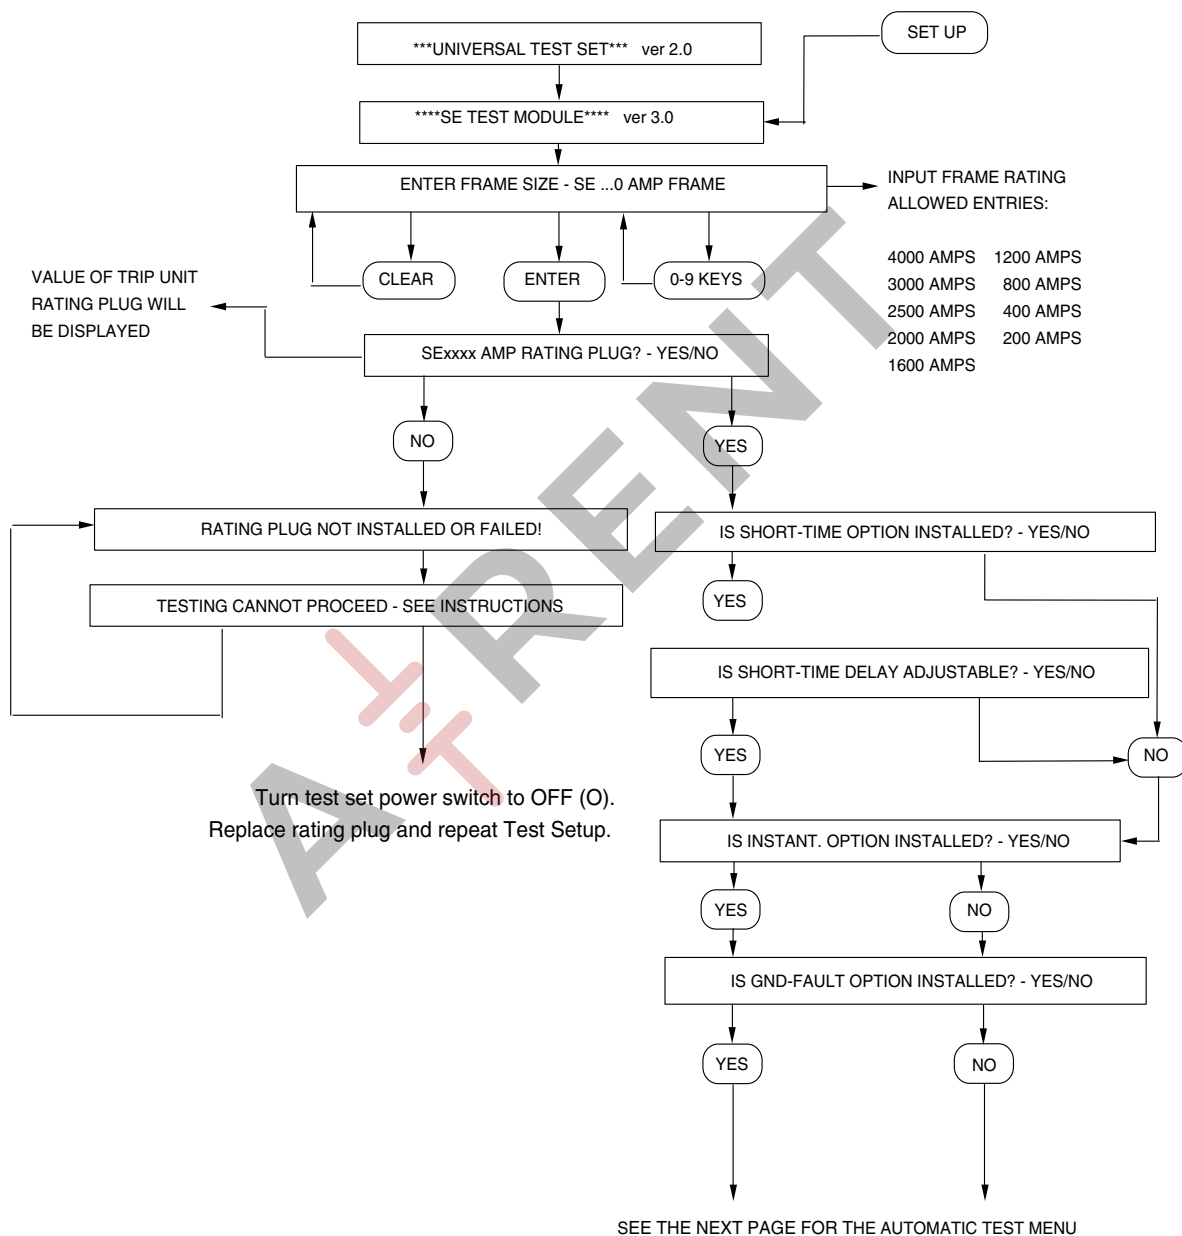 SET UP
***UNIVERSAL TEST SET*** ver 2.0
****SE TEST MODULE**** ver 3.0
ENTER FRAME SIZE - SE ...0 AMP FRAME
INPUT FRAME RATING
ALLOWED ENTRIES:
4000 AMPS 1200 AMPS
3000 AMPS 800 AMPS
2500 AMPS 400 AMPS
2000 AMPS 200 AMPS
1600 AMPS
CLEAR
ENTER
0-9 KEYS
VALUE OF TRIP UNIT
RATING PLUG WILL
BE DISPLAYED
SExxxx AMP RATING PLUG? - YES/NO
NO
YES
RATING PLUG NOT INSTALLED OR FAILED!
IS SHORT-TIME OPTION INSTALLED? - YES/NO
TESTING CANNOT PROCEED - SEE INSTRUCTIONS
YES
IS SHORT-TIME DELAY ADJUSTABLE? - YES/NO
YES
NO
Turn test set power switch to OFF (O).
Replace rating plug and repeat Test Setup.
IS INSTANT. OPTION INSTALLED? - YES/NO
YES
NO
IS GND-FAULT OPTION INSTALLED? - YES/NO
YES
NO
SEE THE NEXT PAGE FOR THE AUTOMATIC TEST MENU
A RENT